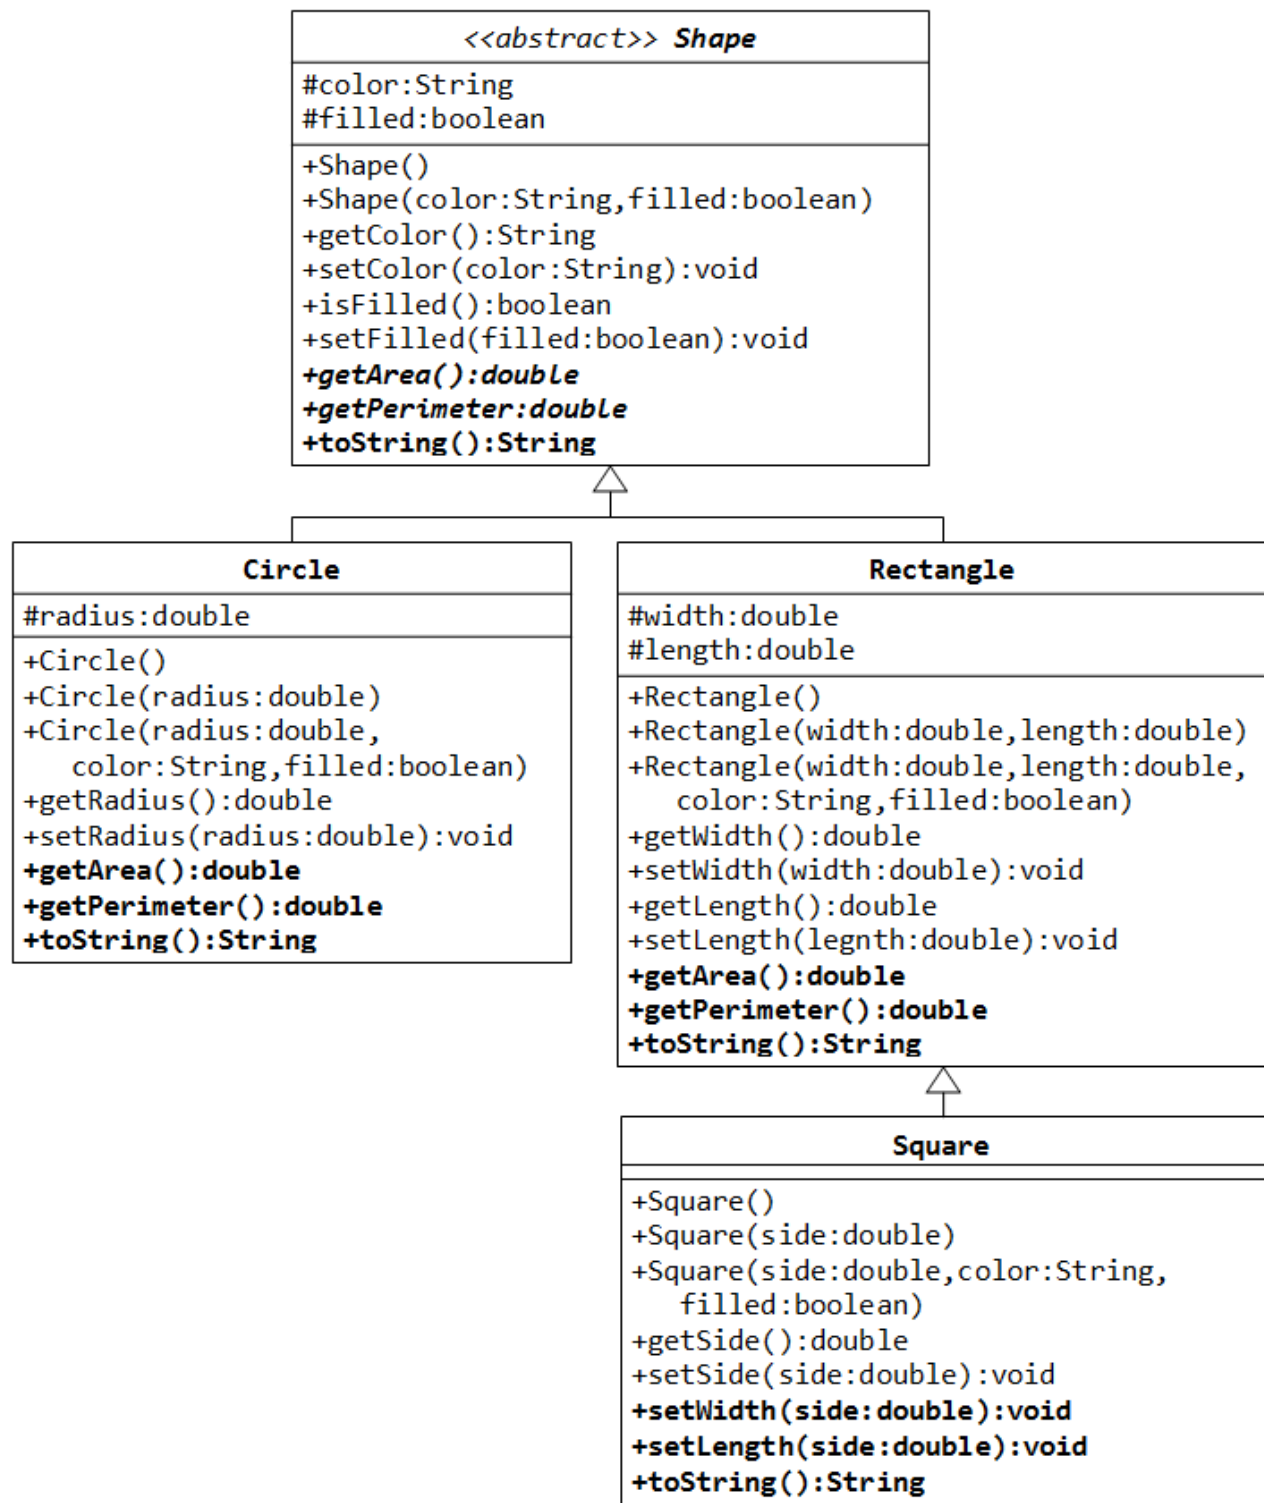 <<abstract>> Shape
#color:String
#filled:boolean
+Shape()
+Shape(color:String,filled:boolean)
+getColor():String
+setColor(color:String):void
+isFilled():boolean
+setFilled(filled:boolean):void
+getArea():double
+getPerimeter:double
+toString():String
Circle
#radius:double
+Circle()
+Circle(radius:double)
+Circle(radius:double,
color:String,filled:boolean)
+getRadius():double
+setRadius(radius:double):void
+getArea():double
+getPerimeter():double
+toString():String
Rectangle
#width:double
#length:double
+Rectangle()
+Rectangle(width:double,length:double)
+Rectangle(width:double,length:double,
color:String,filled:boolean)
+getWidth():double
+setWidth(width:double):void
+getLength():double
+setLength(legnth:double):void
+getArea():double
+getPerimeter():double
+toString():String
Square
+Square()
+Square(side:double)
+Square(side:double,color:String,
filled:boolean)
+getSide():double
+setSide(side:double):void
+setWidth(side:double):void
+setLength(side:double):void
+toString():String